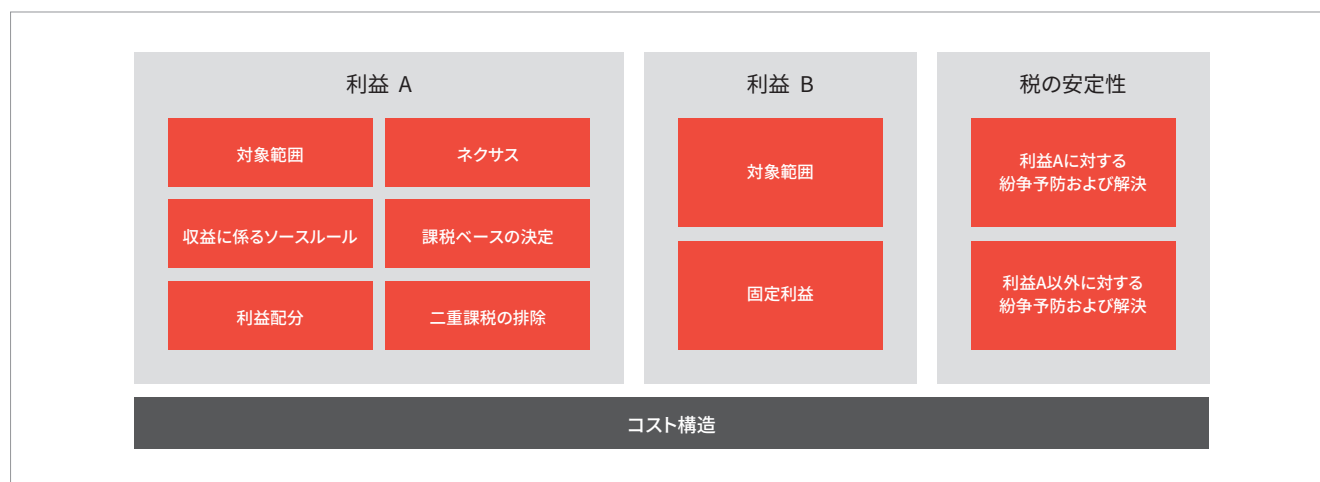 利益 A
対象範囲
ネクサス
収益に係るソースルール
課税ベースの決定
利益配分
二重課税の排除
利益 B
対象範囲
固定利益
税の安定性
利益Aに対する
紛争予防および解決
利益A以外に対する
紛争予防および解決
コスト構造